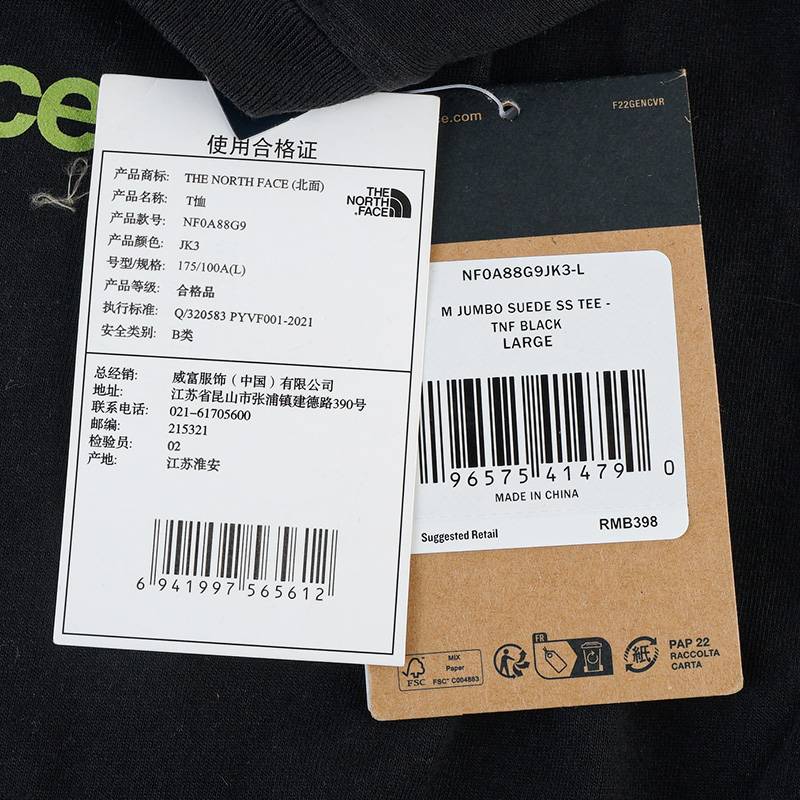 ce
使用合格证
产品商标: THE NORTH FACE (北面)
产品名称: T恤
产品款号: NF0A88G9
产品颜色: JK3
号型/规格: 175/100A(L)
产品等级: 合格品
执行标准: Q/320583 PYVF001-2021
安全类别: B类
THE
NORTH
FACE
总经销: 威富服饰（中国）有限公司
地址: 江苏省昆山市张浦镇建德路390号
联系电话: 021-61705600
邮编: 215321
检验员: 02
产地: 江苏淮安
6 941997 565612
ce.com
F22GENCVR
NF0A88G9JK3-L
M JUMBO SUEDE SS TEE -
TNF BLACK
LARGE
96575 41479 0
MADE IN CHINA
Suggested Retail
RMB398
FSC
MIX
Paper
FSC® C004883
FR
紙
PAP 22
RACCOLTA
CARTA